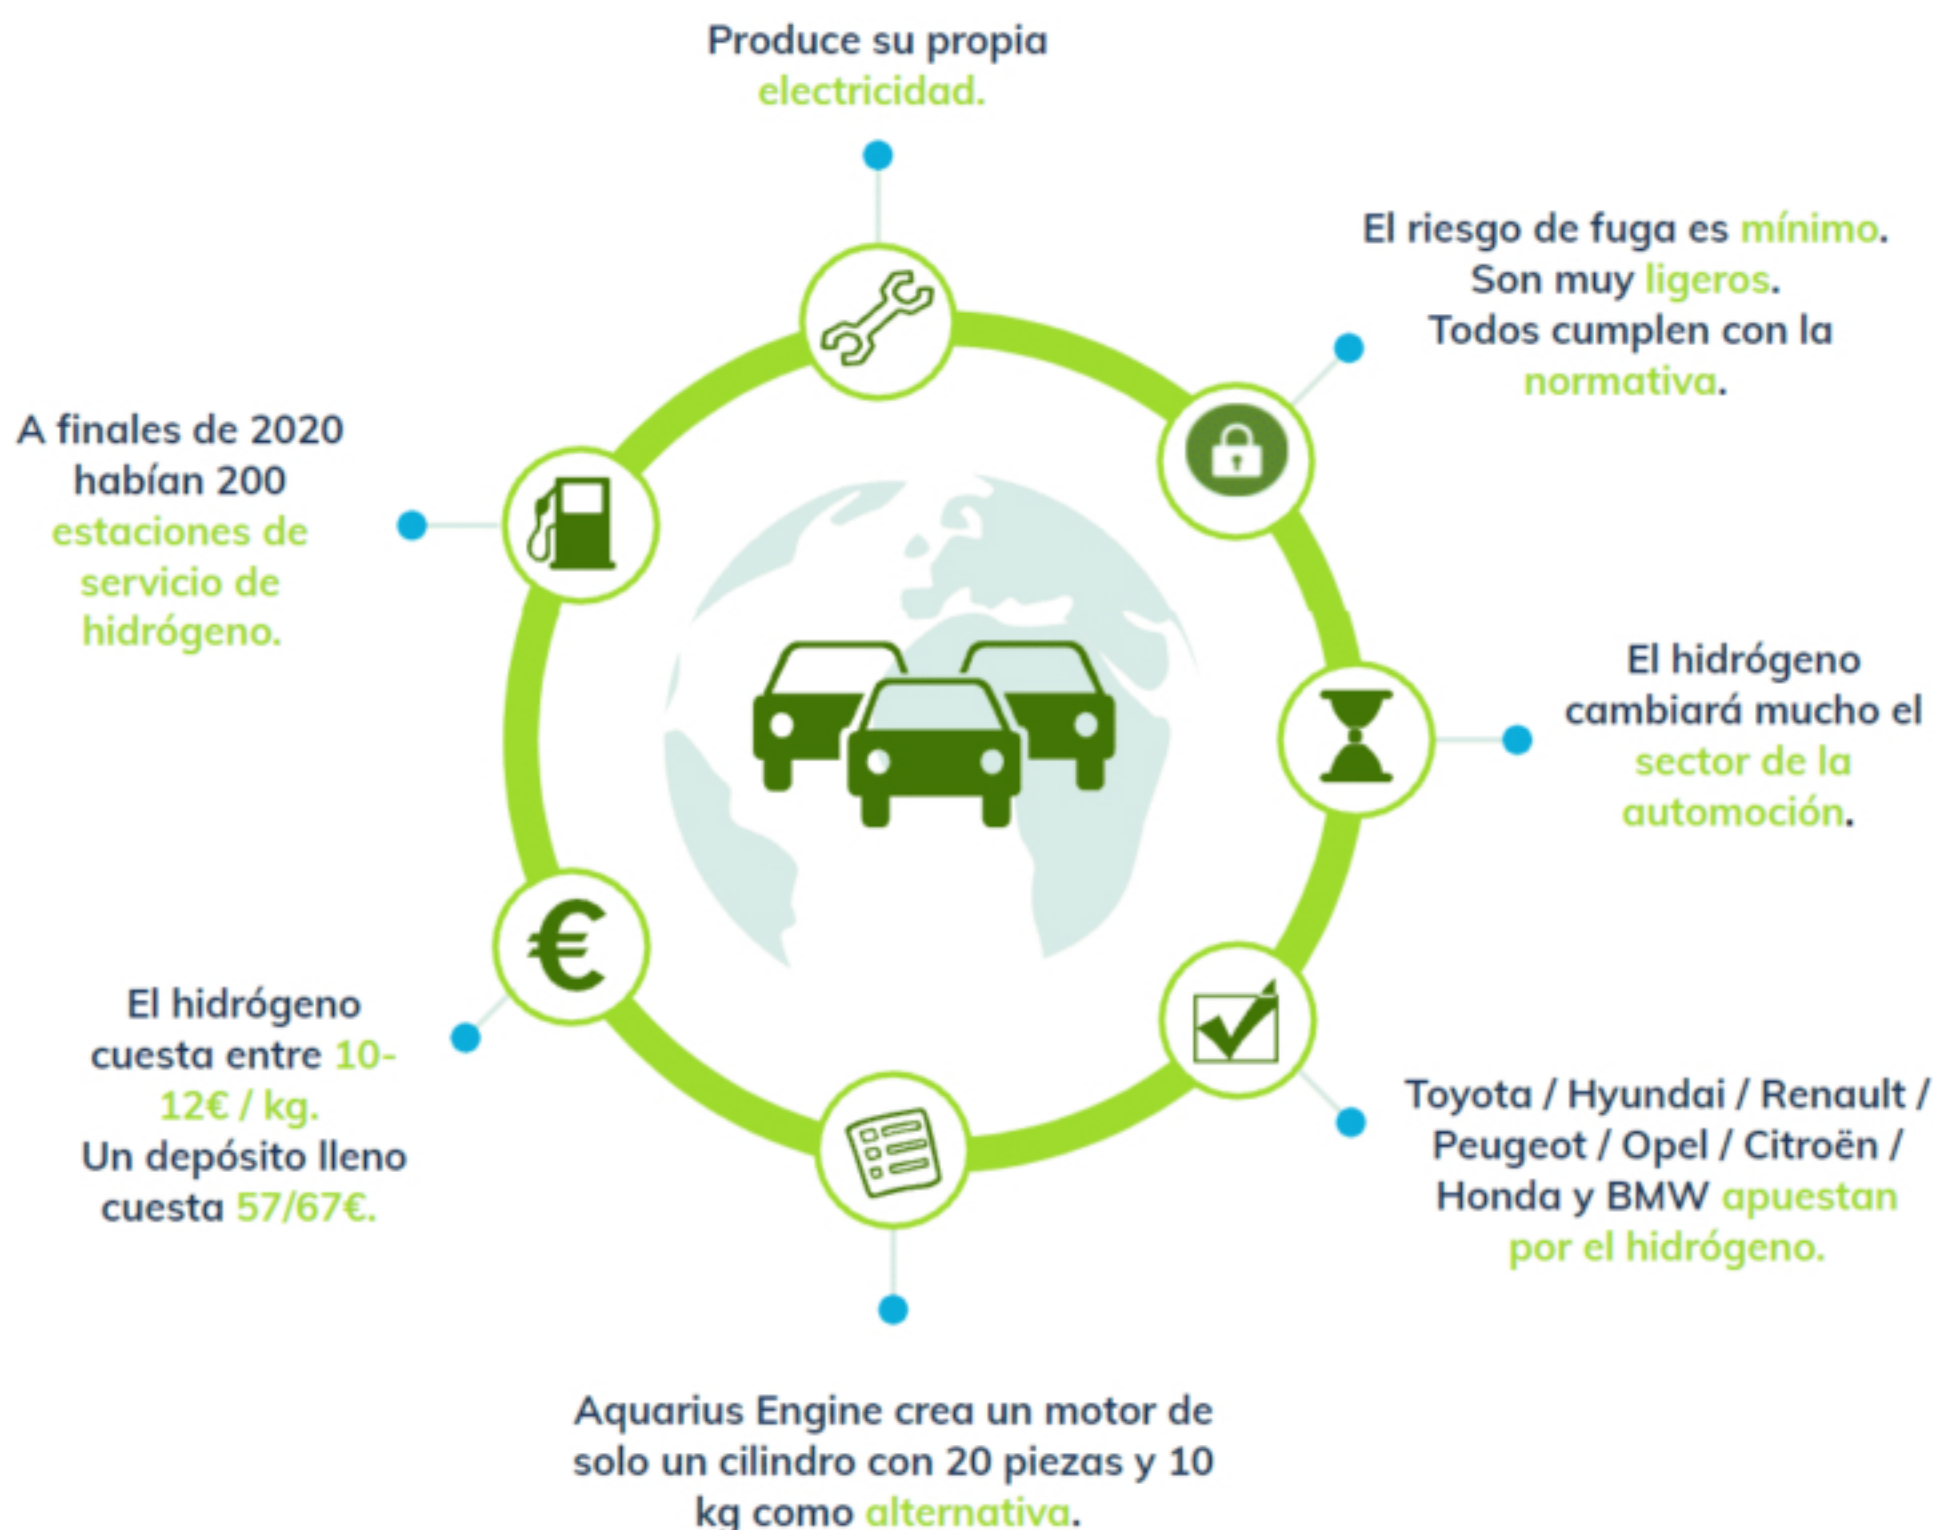 Produce su propia
electricidad.
El riesgo de fuga es mínimo.
Son muy ligeros.
Todos cumplen con la
normativa.
A finales de 2020
habían 200
estaciones de
servicio de
hidrógeno.
El hidrógeno
cambiará mucho el
sector de la
automoción.
€
El hidrógeno
cuesta entre 10-
12€ / kg.
Un depósito lleno
cuesta 57/67€.
Toyota / Hyundai / Renault /
Peugeot / Opel / Citroën /
Honda y BMW apuestan
por el hidrógeno.
Aquarius Engine crea un motor de
solo un cilindro con 20 piezas y 10
kg como alternativa.